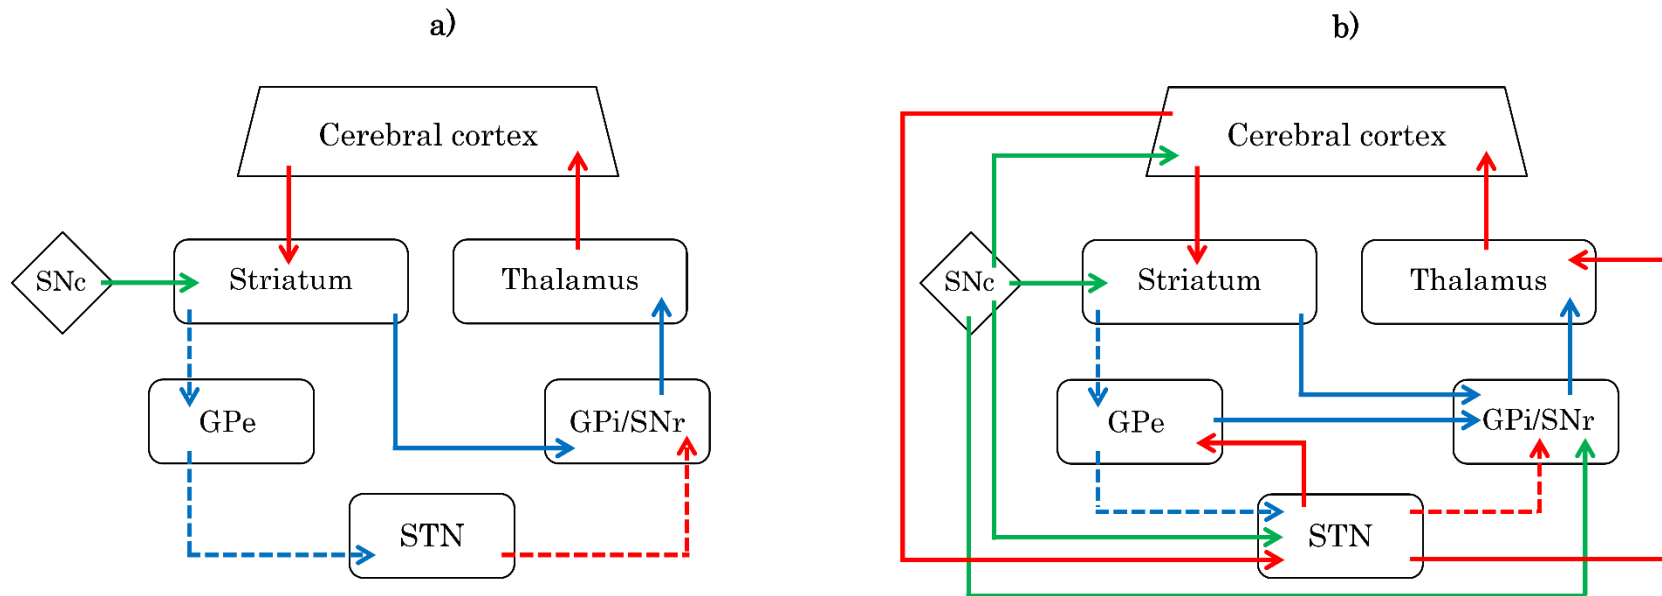 a)
Cerebral cortex
SNc
Striatum
Thalamus
GPe
GPi/SNr
STN
b)
Cerebral cortex
SNc
Striatum
Thalamus
GPe
GPi/SNr
STN